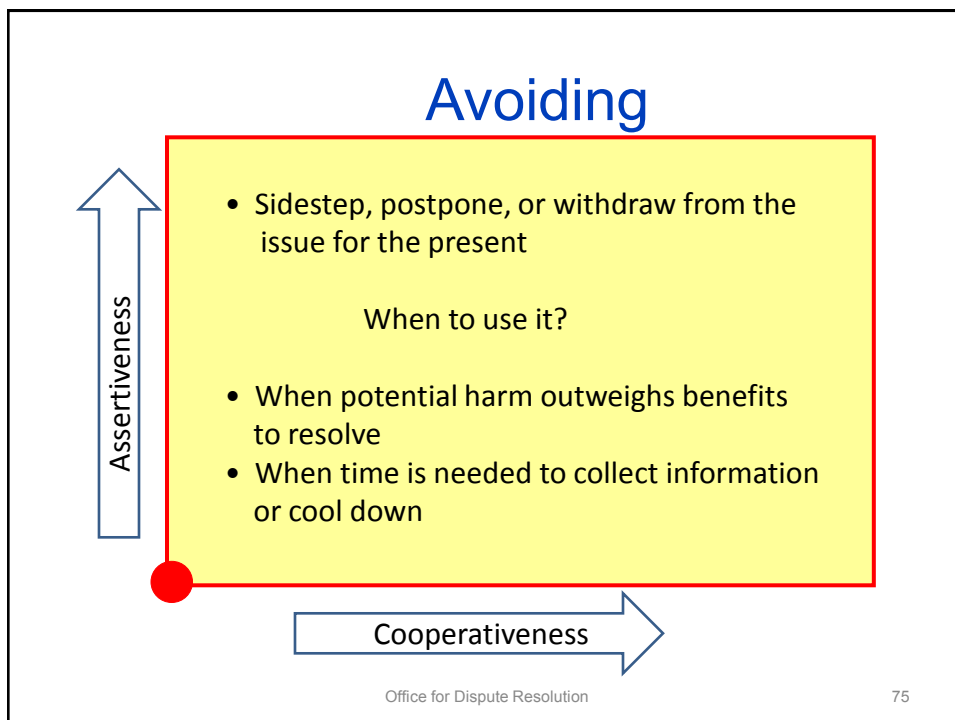 Avoiding
• Sidestep, postpone, or withdraw from the
issue for the present
When to use it?
• When potential harm outweighs benefits
to resolve
• When time is needed to collect information
or cool down
Assertiveness
Cooperativeness
Office for Dispute Resolution
75